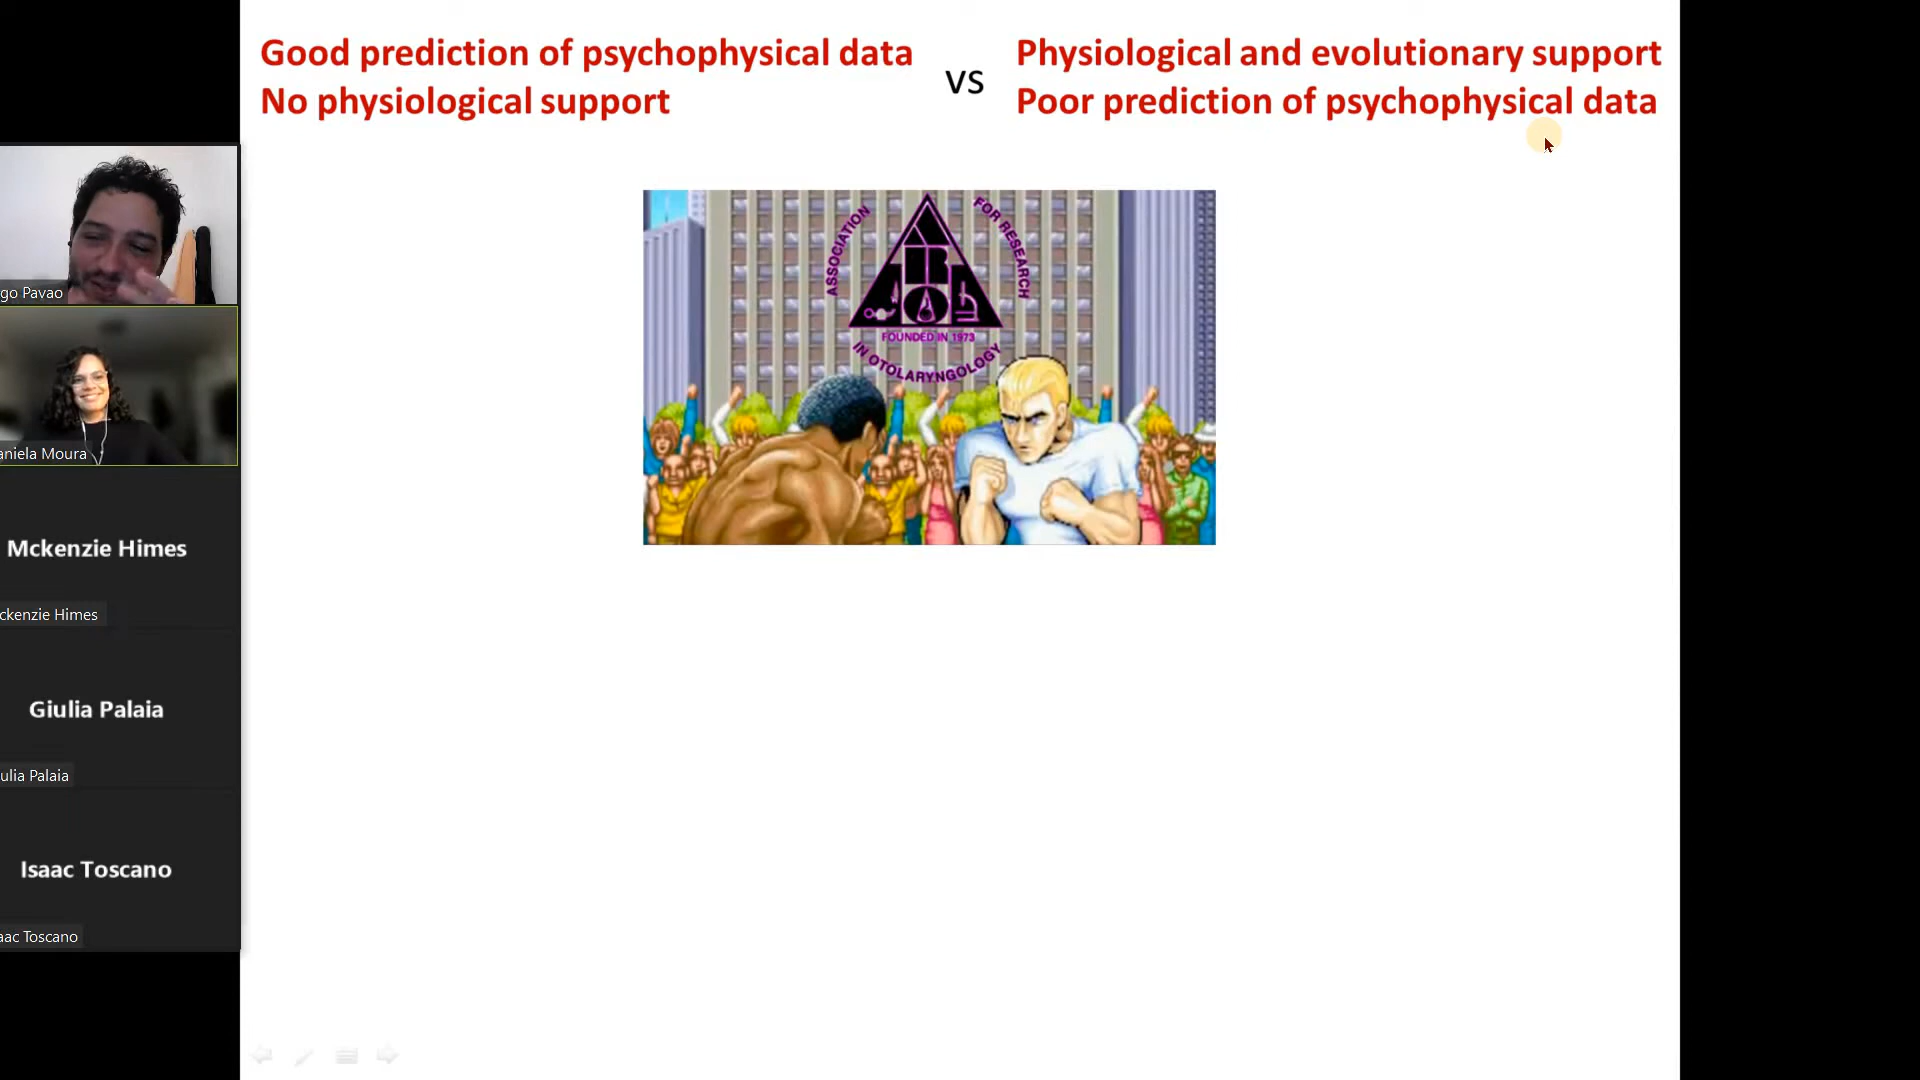 Good prediction of psychophysical data
No physiological support
VS
Physiological and evolutionary support
Poor prediction of psychophysical data
ASSOCIATION
FOR RESEARCH
FOUNDED IN 1973
IN OTOLARYNGOLOGY
go Pavao
aniela Moura
Mckenzie Himes
ckenzie Himes
Giulia Palaia
ulia Palaia
Isaac Toscano
aac Toscano